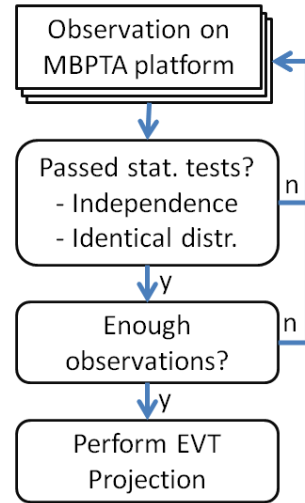 Observation on
MBPTA platform
Passed stat. tests?
- Independence
- Identical distr.
n
y
Enough
observations?
n
y
Perform EVT
Projection